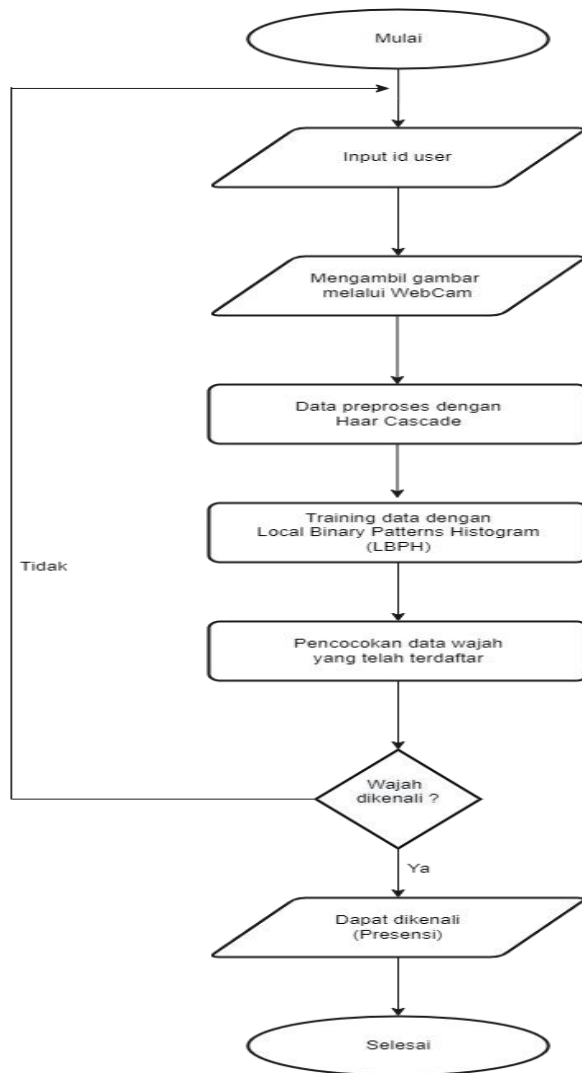 Mulai
Input id user
Mengambil gambar
melalui WebCam
Data preproses dengan
Haar Cascade
Training data dengan
Local Binary Patterns Histogram
(LBPH)
Tidak
Pencocokan data wajah
yang telah terdaftar
Wajah
dikenali ?
Ya
Dapat dikenali
(Presensi)
Selesai